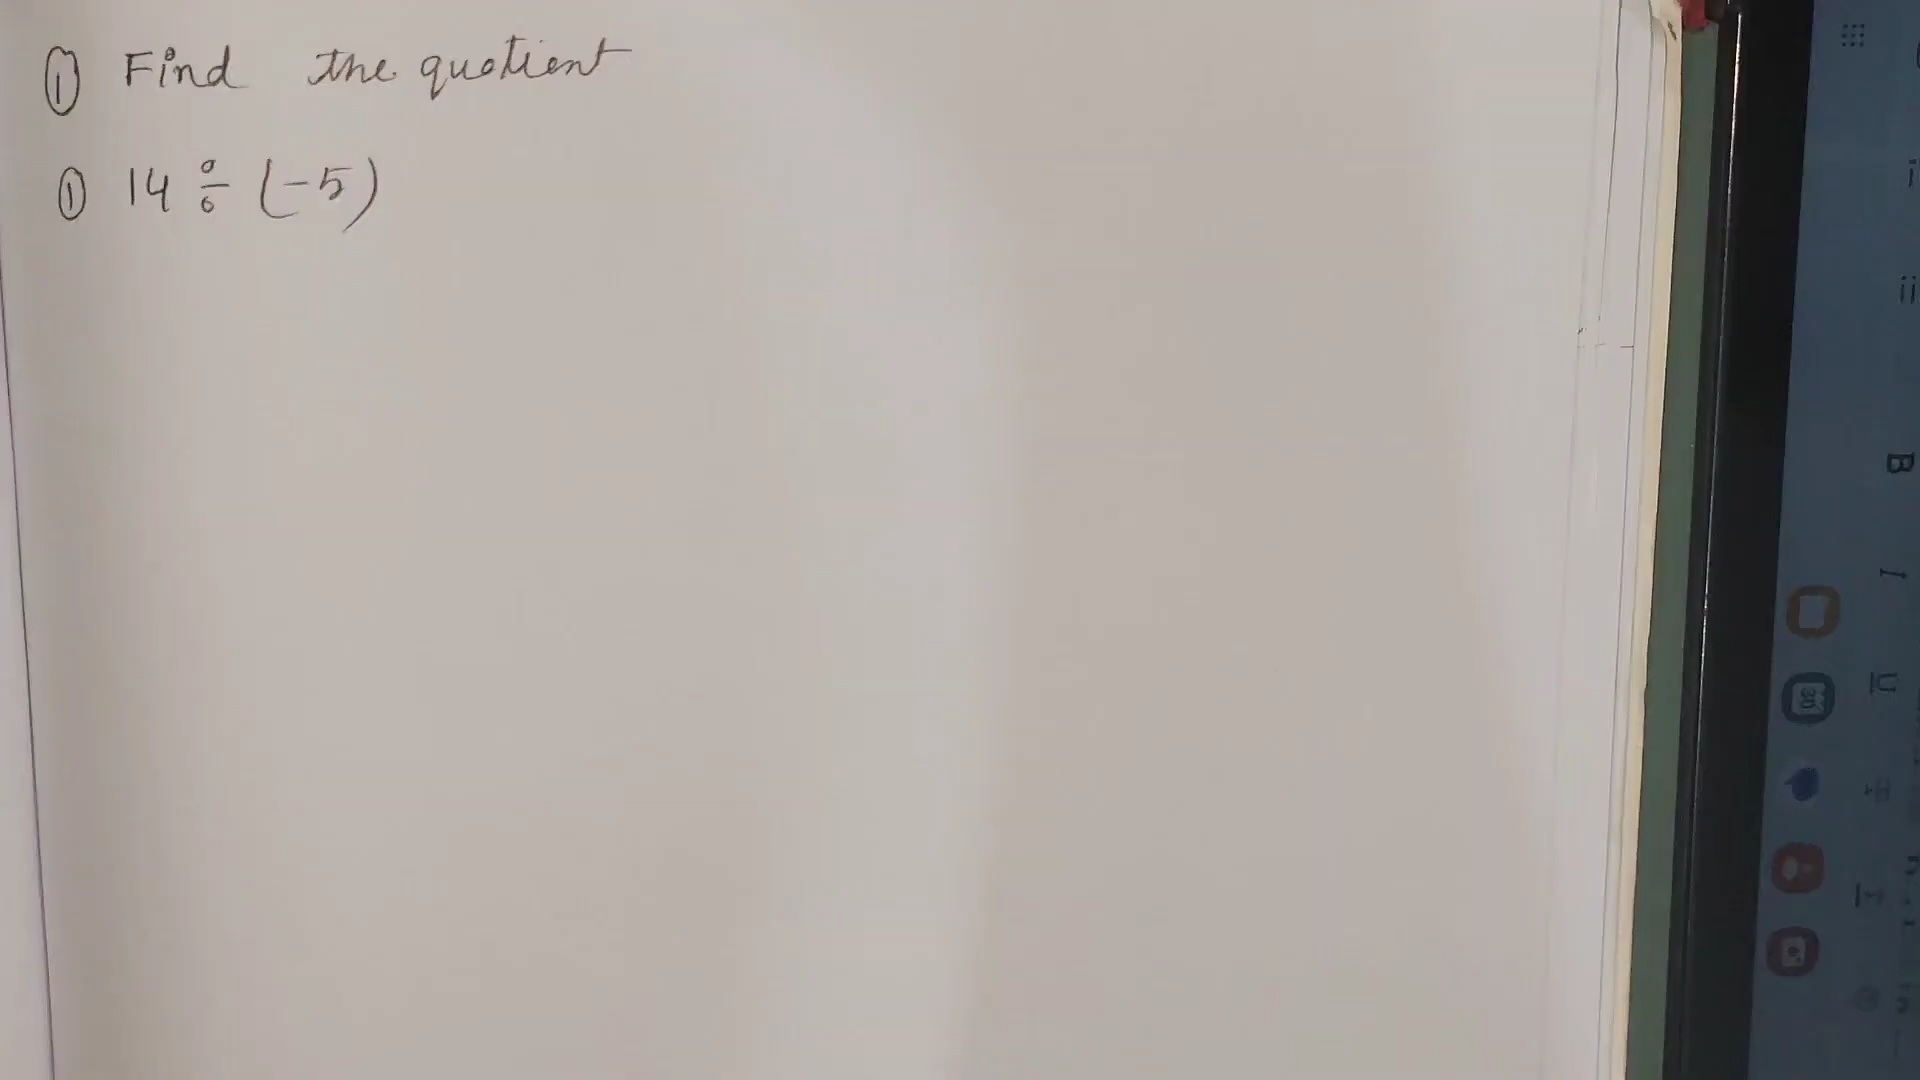 ① Find the quotient
① 14 ÷ (-5)
B
I
U